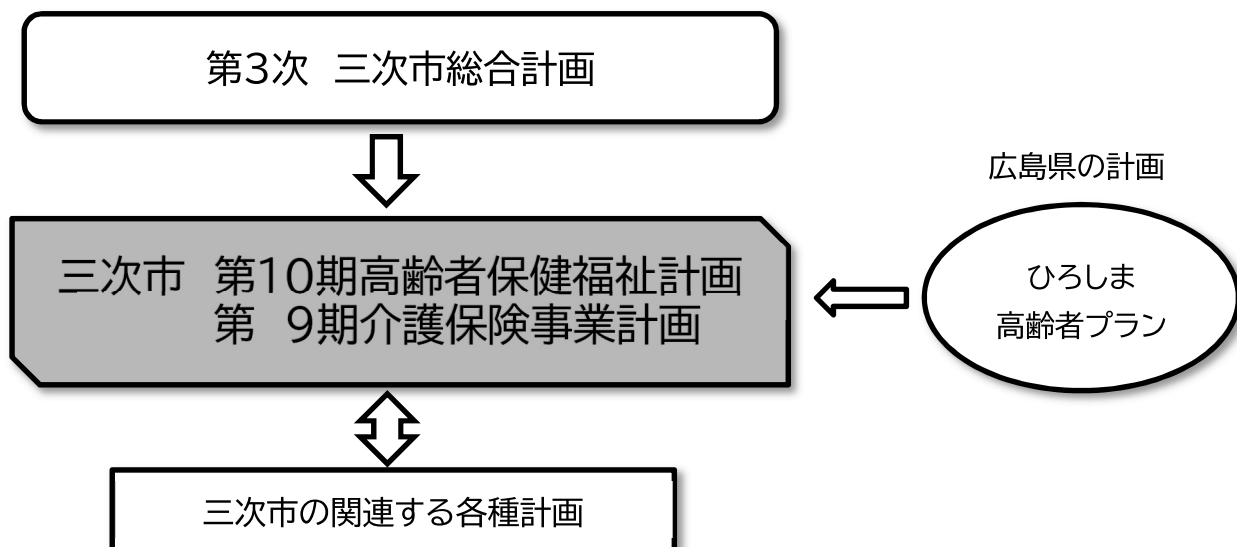 第3次 三次市総合計画
広島県の計画
三次市 第10期高齢者保健福祉計画
第 9期介護保険事業計画
ひろしま
高齢者プラン
三次市の関連する各種計画